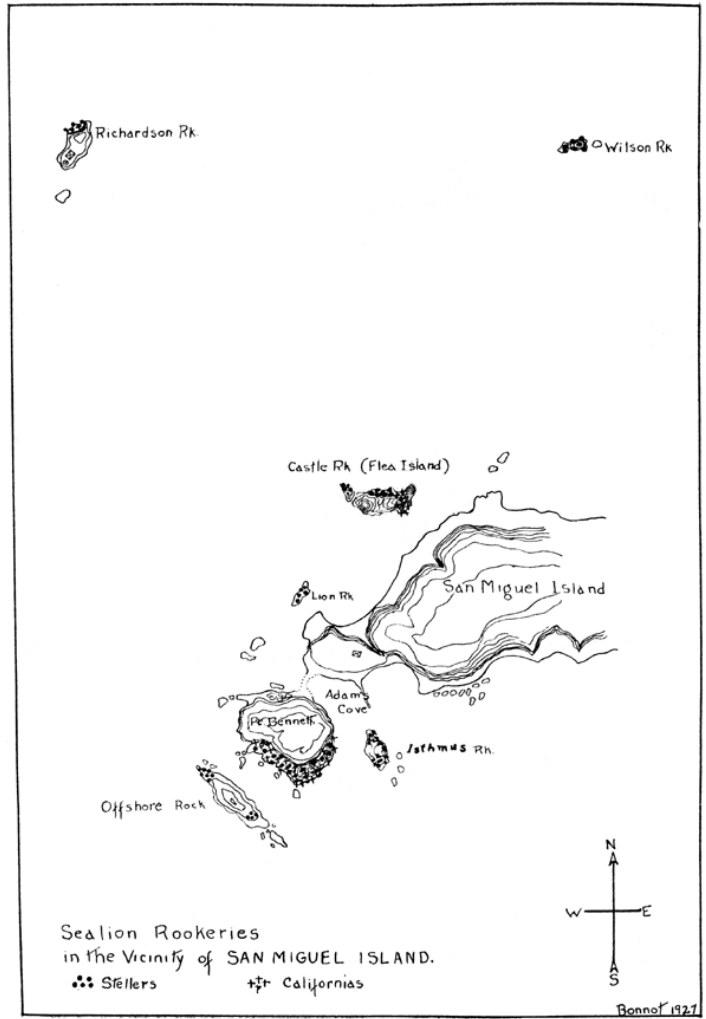 Richardson Rk.
Wilson Rk
Castle Rk (Flea Island)
San Miguel Island
Lion Rk
Adams
Cove
Pt. Bennett
Isthmus Rk.
Offshore Rock
N
W E
S
Sealion Rookeries
in the Vicinity of SAN MIGUEL ISLAND.
Stellers Californias
Bonnot 1927